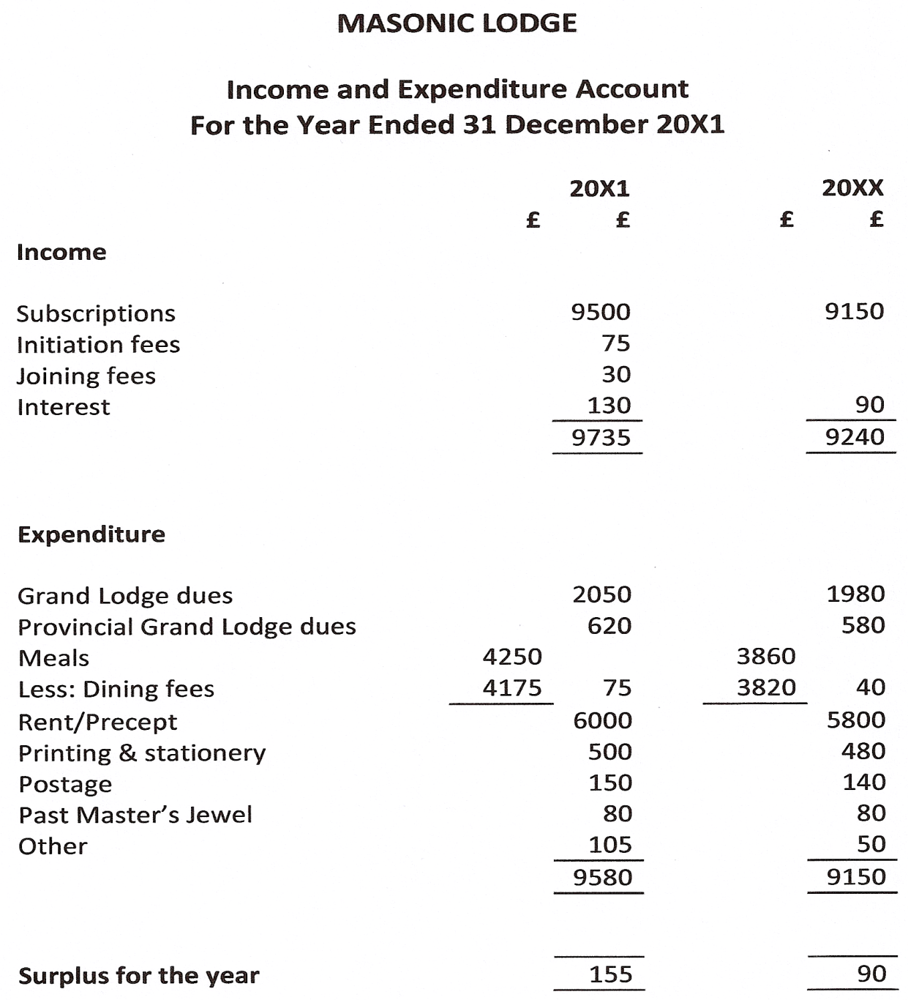 MASONIC LODGE
Income and Expenditure Account
For the Year Ended 31 December 20X1
20X1 20XX
£ £ £ £
Income
Subscriptions 9500 9150
Initiation fees 75
Joining fees 30
Interest 130 90
9735 9240
Expenditure
Grand Lodge dues 2050 1980
Provincial Grand Lodge dues 620 580
Meals 4250 3860
Less: Dining fees 4175 75 3820 40
Rent/Precept 6000 5800
Printing & stationery 500 480
Postage 150 140
Past Master’s Jewel 80 80
Other 105 50
9580 9150
Surplus for the year 155 90